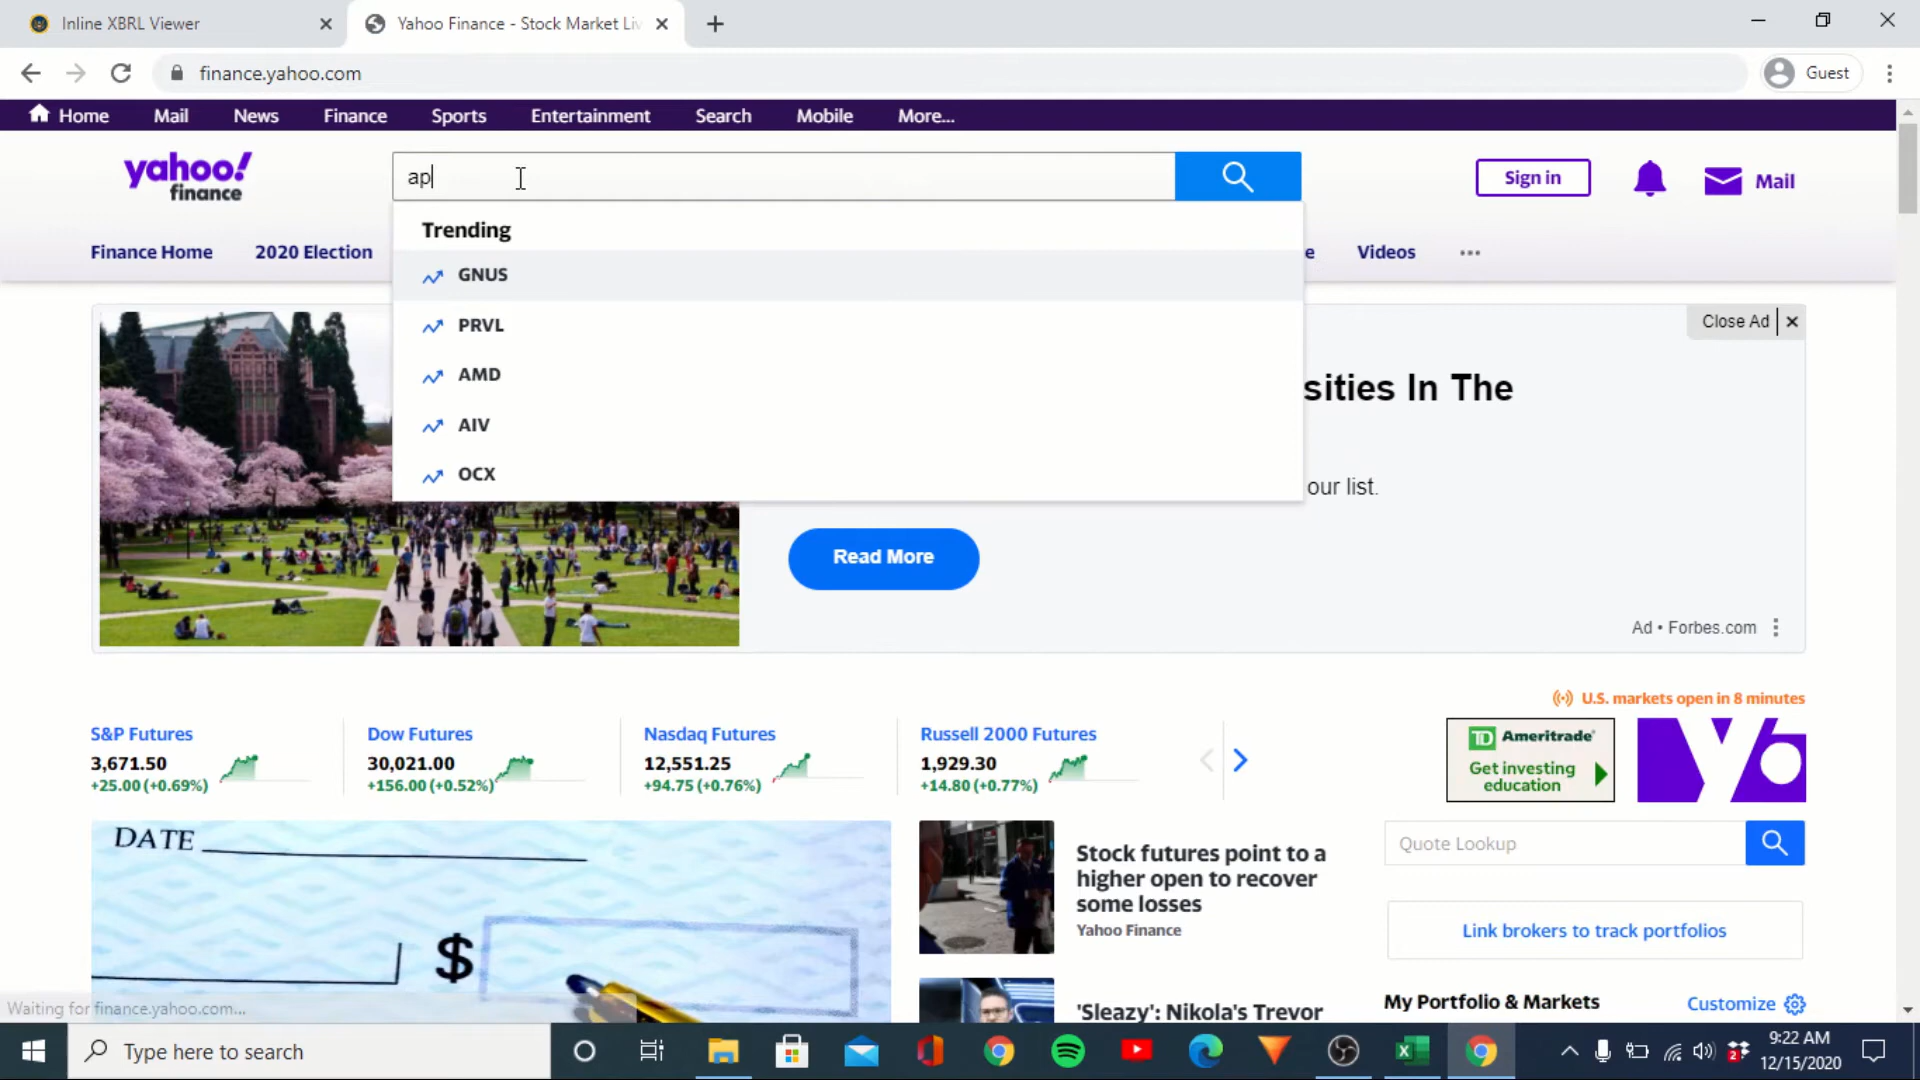 Inline XBRL Viewer
Yahoo Finance - Stock Market Liv
finance.yahoo.com
Guest
Home Mail News Finance Sports Entertainment Search Mobile More...
yahoo!
finance
ap
Sign in
Mail
Trending
GNUS
PRVL
AMD
AIV
OCX
Finance Home 2020 Election
e Videos
Close Ad
sities In The
our list.
Read More
Ad • Forbes.com
U.S. markets open in 8 minutes
S&P Futures
3,671.50
+25.00 (+0.69%)
Dow Futures
30,021.00
+156.00 (+0.52%)
Nasdaq Futures
12,551.25
+94.75 (+0.76%)
Russell 2000 Futures
1,929.30
+14.80 (+0.77%)
TD Ameritrade
Get investing
education
DATE
$
Stock futures point to a
higher open to recover
some losses
Yahoo Finance
'Sleazy': Nikola's Trevor
Quote Lookup
Link brokers to track portfolios
My Portfolio & Markets
Customize
Waiting for finance.yahoo.com...
Type here to search
2
9:22 AM
12/15/2020